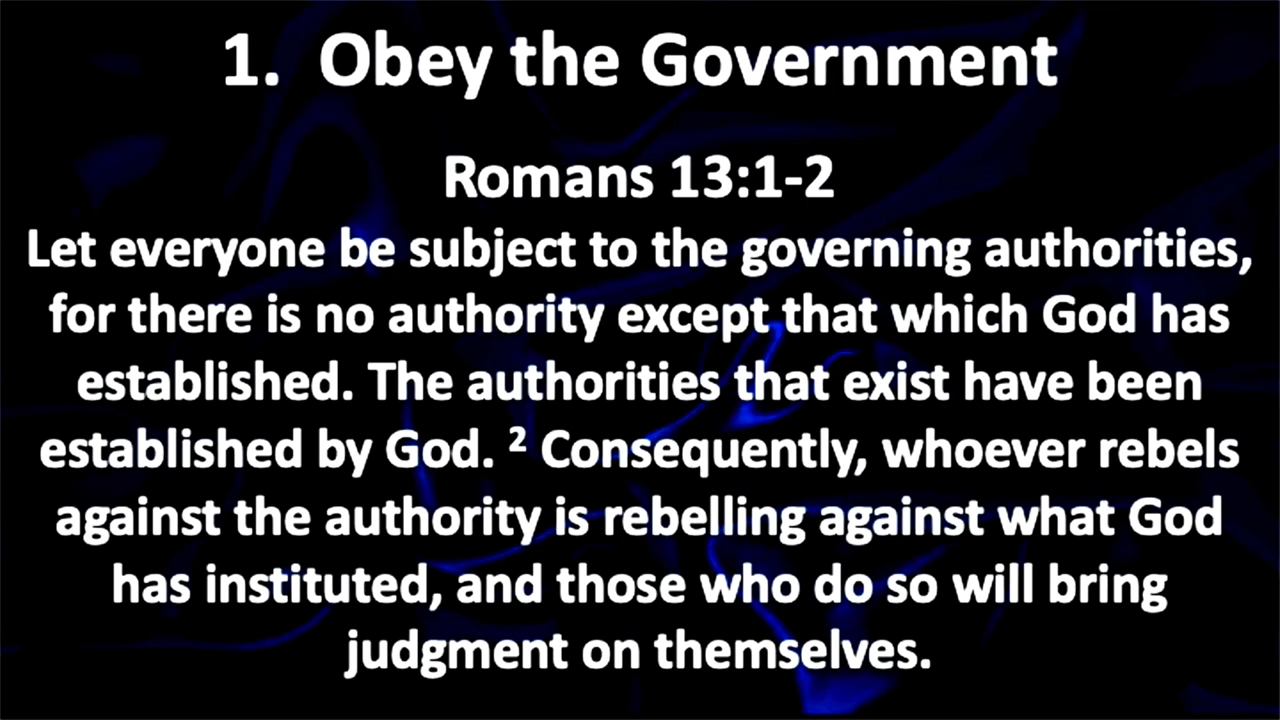 1.  Obey the Government
Romans 13:1-2
Let everyone be subject to the governing authorities,
for there is no authority except that which God has
established. The authorities that exist have been
established by God. ² Consequently, whoever rebels
against the authority is rebelling against what God
has instituted, and those who do so will bring
judgment on themselves.